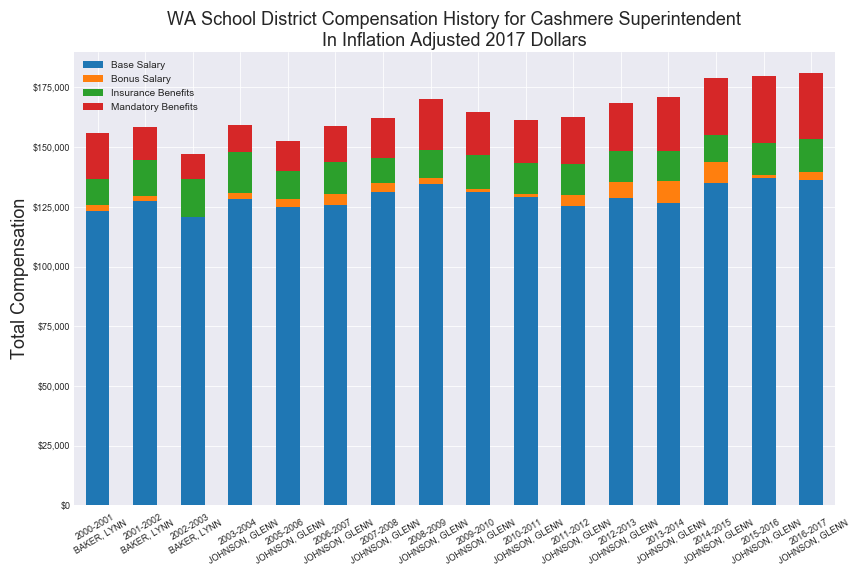 WA School District Compensation History for Cashmere Superintendent
In Inflation Adjusted 2017 Dollars
Base Salary
Bonus Salary
Insurance Benefits
Mandatory Benefits
Total Compensation
$175,000
$150,000
$125,000
$100,000
$75,000
$50,000
$25,000
$0
2000-2001
BAKER, LYNN
2001-2002
BAKER, LYNN
2002-2003
BAKER, LYNN
2003-2004
JOHNSON, GLENN
2005-2006
JOHNSON, GLENN
2006-2007
JOHNSON, GLENN
2007-2008
JOHNSON, GLENN
2008-2009
JOHNSON, GLENN
2009-2010
JOHNSON, GLENN
2010-2011
JOHNSON, GLENN
2011-2012
JOHNSON, GLENN
2012-2013
JOHNSON, GLENN
2013-2014
JOHNSON, GLENN
2014-2015
JOHNSON, GLENN
2015-2016
JOHNSON, GLENN
2016-2017
JOHNSON, GLENN